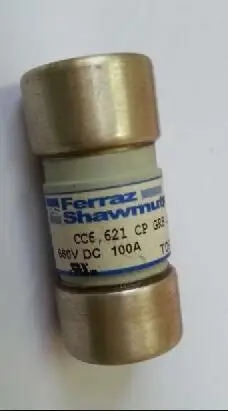 Ferraz
Shawmut
CC6,621 CP GRB
660V DC 100A